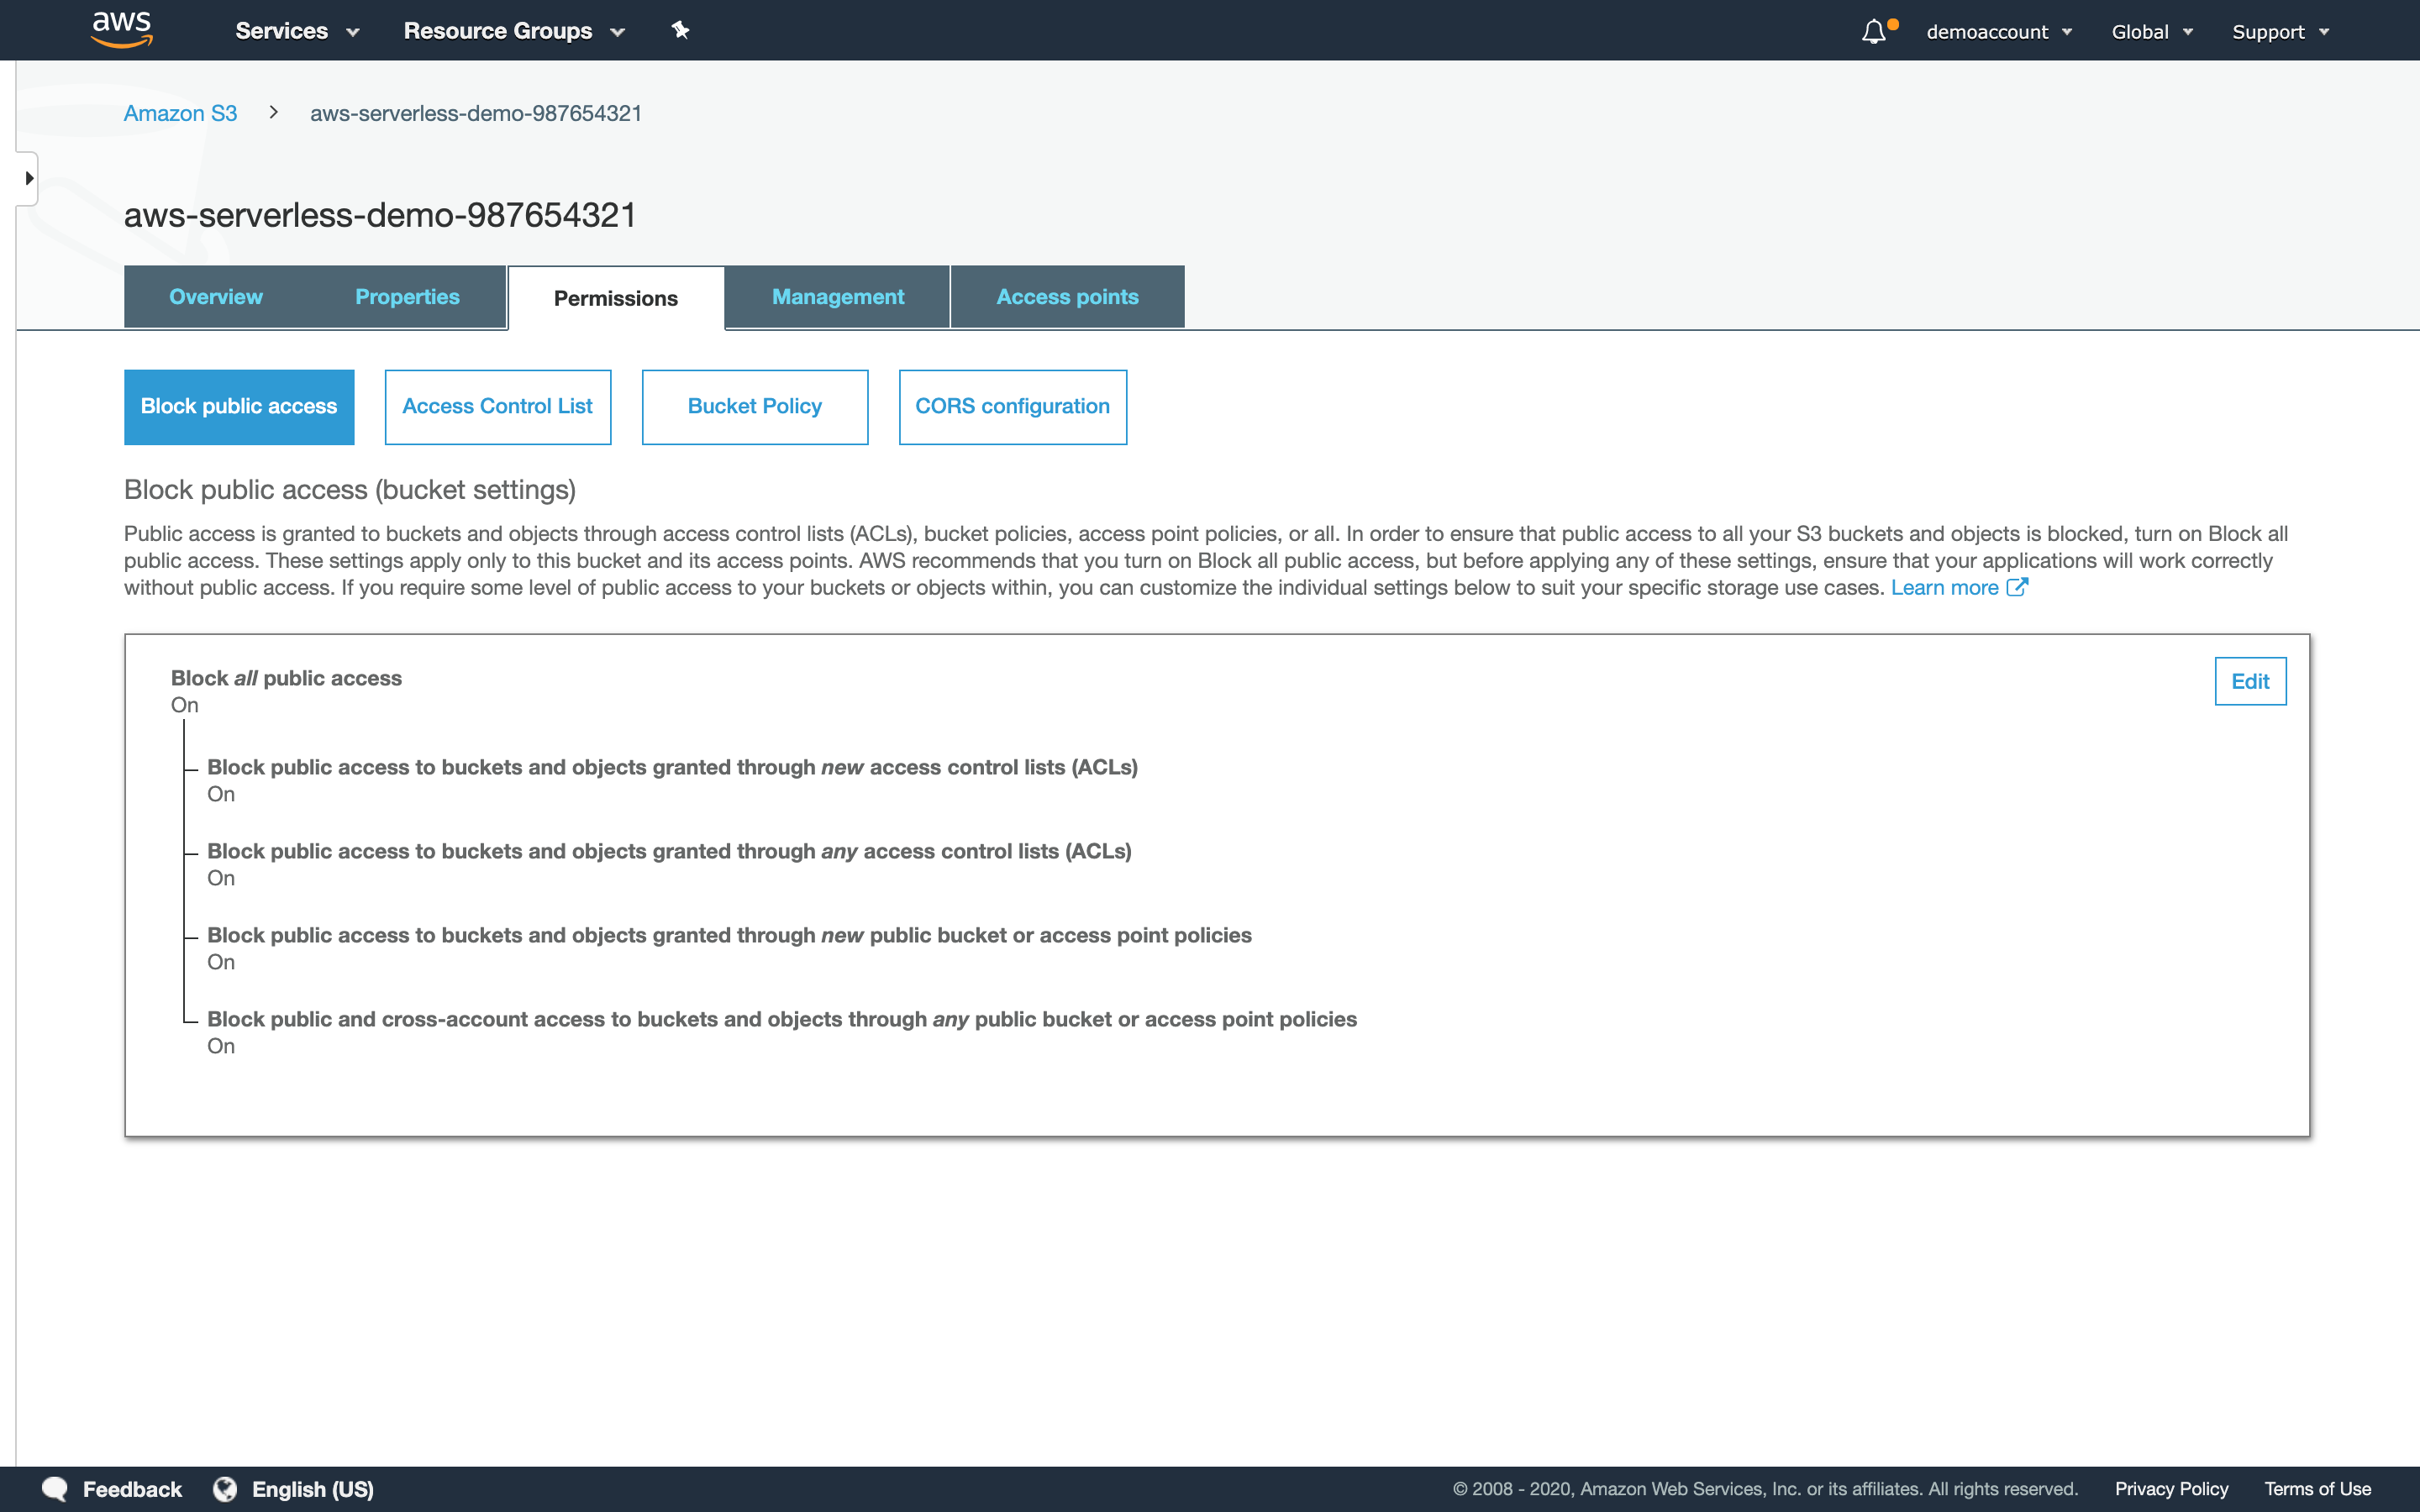 aws Services Resource Groups demoaccount Global Support
Amazon S3 > aws-serverless-demo-987654321
aws-serverless-demo-987654321
Overview Properties Permissions Management Access points
Block public access Access Control List Bucket Policy CORS configuration
Block public access (bucket settings)
Public access is granted to buckets and objects through access control lists (ACLs), bucket policies, access point policies, or all. In order to ensure that public access to all your S3 buckets and objects is blocked, turn on Block all
public access. These settings apply only to this bucket and its access points. AWS recommends that you turn on Block all public access, but before applying any of these settings, ensure that your applications will work correctly
without public access. If you require some level of public access to your buckets or objects within, you can customize the individual settings below to suit your specific storage use cases. Learn more
Block all public access
Edit
On
Block public access to buckets and objects granted through new access control lists (ACLs)
On
Block public access to buckets and objects granted through any access control lists (ACLs)
On
Block public access to buckets and objects granted through new public bucket or access point policies
On
Block public and cross-account access to buckets and objects through any public bucket or access point policies
On
Feedback English (US) © 2008 - 2020, Amazon Web Services, Inc. or its affiliates. All rights reserved. Privacy Policy Terms of Use